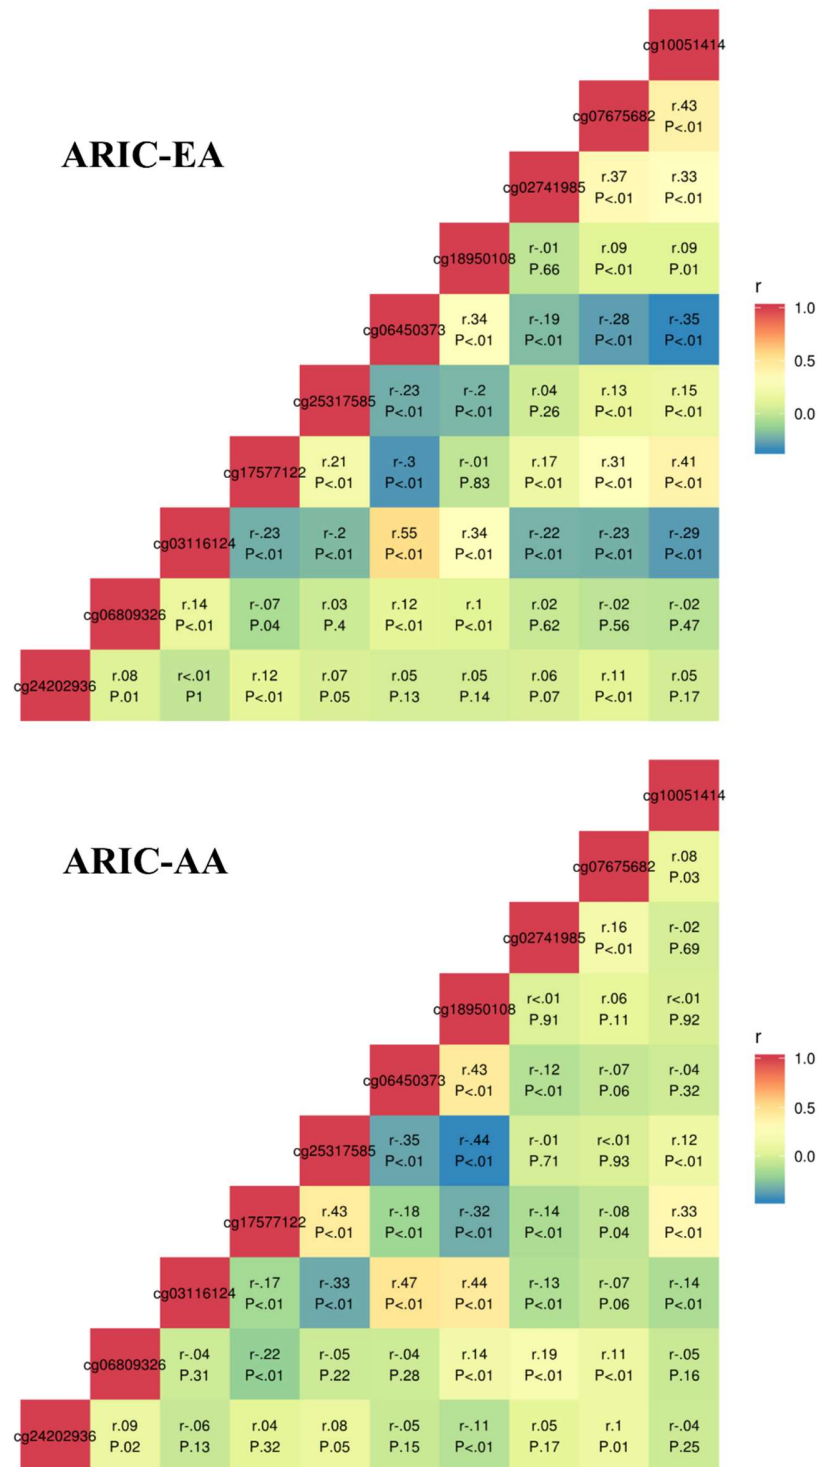 cg10051414
cg07675682 r.43
P<.01
ARIC-EA
cg02741985 r.37 r.33
P<.01 P<.01
cg18950108 r-.01 r.09 r.09
P.66 P<.01 P.01
r
cg06450373 r.34 r-.19 r-.28 r-.35
P<.01 P<.01 P<.01 P<.01
1.0
0.5
0.0
cg25317585 r-.23 r-.2 r.04 r.13 r.15
P<.01 P<.01 P.26 P<.01 P<.01
cg17577122 r.21 r-.3 r-.01 r.17 r.31 r.41
P<.01 P<.01 P.83 P<.01 P<.01 P<.01
cg03116124 r-.23 r-.2 r.55 r.34 r-.22 r-.23 r-.29
P<.01 P<.01 P<.01 P<.01 P<.01 P<.01 P<.01
cg06809326 r.14 r-.07 r.03 r.12 r.1 r.02 r-.02 r-.02
P<.01 P.04 P.4 P<.01 P<.01 P.62 P.56 P.47
cg24202936 r.08 r<.01 r.12 r.07 r.05 r.05 r.06 r.11 r.05
P.01 P1 P<.01 P.05 P.13 P.14 P.07 P<.01 P.17
cg10051414
ARIC-AA
cg07675682 r.08
P.03
cg02741985 r.16 r-.02
P<.01 P.69
cg18950108 r<.01 r.06 r<.01
P.91 P.11 P.92
r
cg06450373 r.43 r-.12 r-.07 r-.04
P<.01 P<.01 P.06 P.32
1.0
0.5
0.0
cg25317585 r-.35 r-.44 r-.01 r<.01 r.12
P<.01 P<.01 P.71 P.93 P<.01
cg17577122 r.43 r-.18 r-.32 r-.14 r-.08 r.33
P<.01 P<.01 P<.01 P<.01 P.04 P<.01
cg03116124 r-.17 r-.33 r.47 r.44 r-.13 r-.07 r-.14
P<.01 P<.01 P<.01 P<.01 P<.01 P.06 P<.01
cg06809326 r-.04 r-.22 r-.05 r-.04 r.14 r.19 r.11 r-.05
P.31 P<.01 P.22 P.28 P<.01 P<.01 P<.01 P.16
cg24202936 r.09 r-.06 r.04 r.08 r-.05 r-.11 r.05 r.1 r-.04
P.02 P.13 P.32 P.05 P.15 P<.01 P.17 P.01 P.25